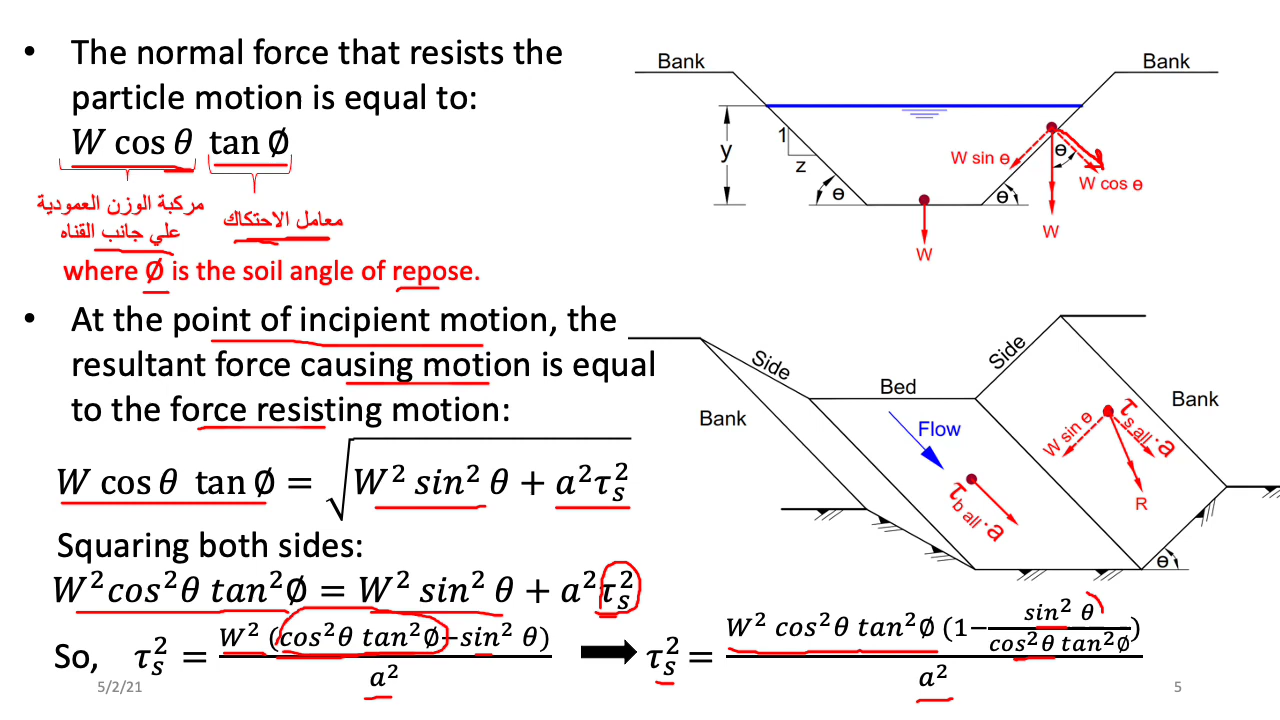 • The normal force that resists the
particle motion is equal to:
W cos θ tan ∅
مركبة الوزن العمودية
علي جانب القناه
معامل الاحتكاك
where ∅ is the soil angle of repose.
• At the point of incipient motion, the
resultant force causing motion is equal
to the force resisting motion:
W cos θ tan ∅ = √(W² sin² θ + a²τₛ²)
Squaring both sides:
W²cos²θ tan²∅ = W² sin² θ + a²τₛ²
So, τₛ² = W² (cos²θ tan²∅−sin² θ) / a² ➡ τₛ² = W² cos²θ tan²∅ (1− sin² θ / cos²θ tan²∅) / a²
5/2/21
5
Bank
Bank
1
z
y
θ
θ
θ
W sin θ
W cos θ
W
W
Side
Side
Bed
Bank
Bank
Flow
τb all.a
W sin θ
τs all.a
R
θ